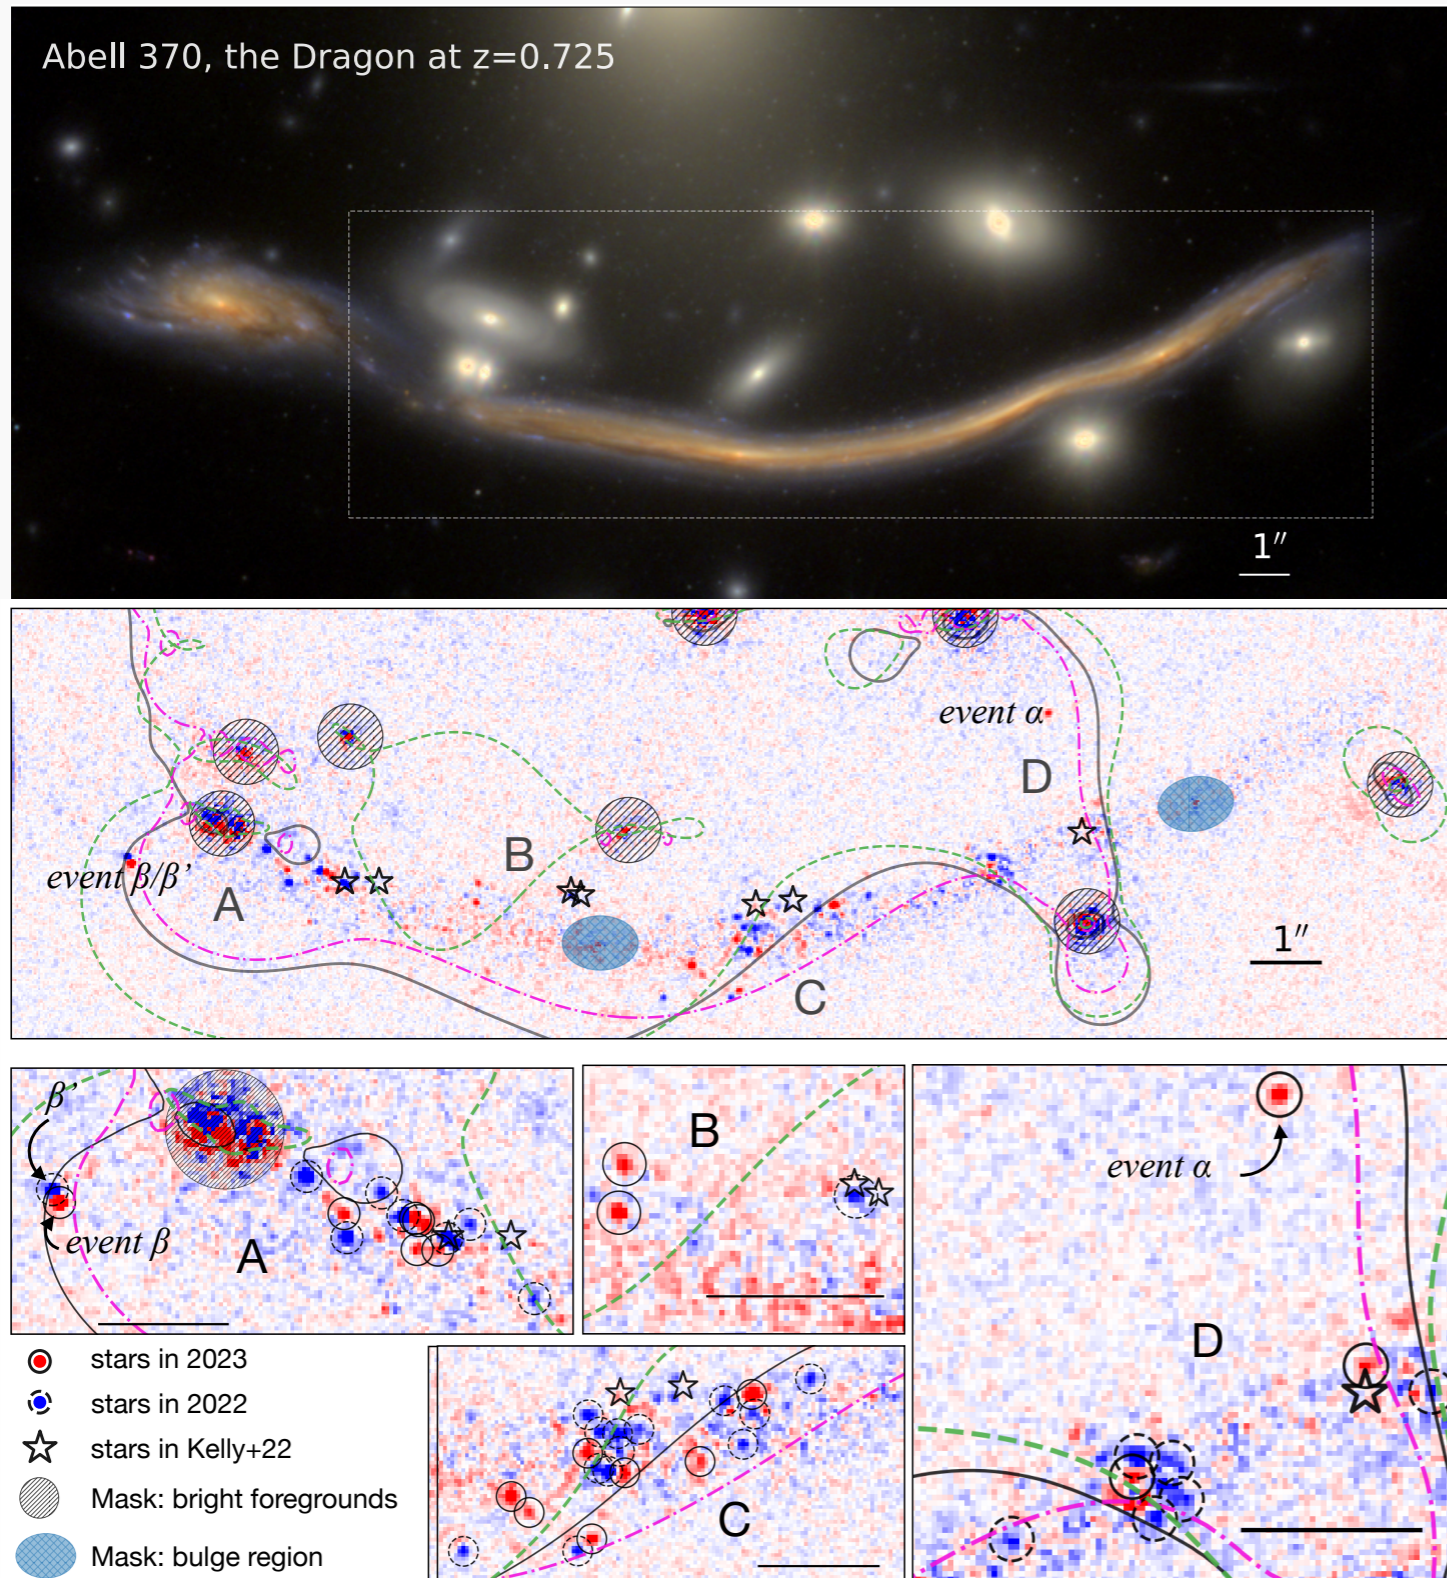 Abell 370, the Dragon at z=0.725
1″
event α
D
B
event β/β’
A
1″
C
β’
event β
A
B
event α
D
C
stars in 2023
stars in 2022
stars in Kelly+22
Mask: bright foregrounds
Mask: bulge region